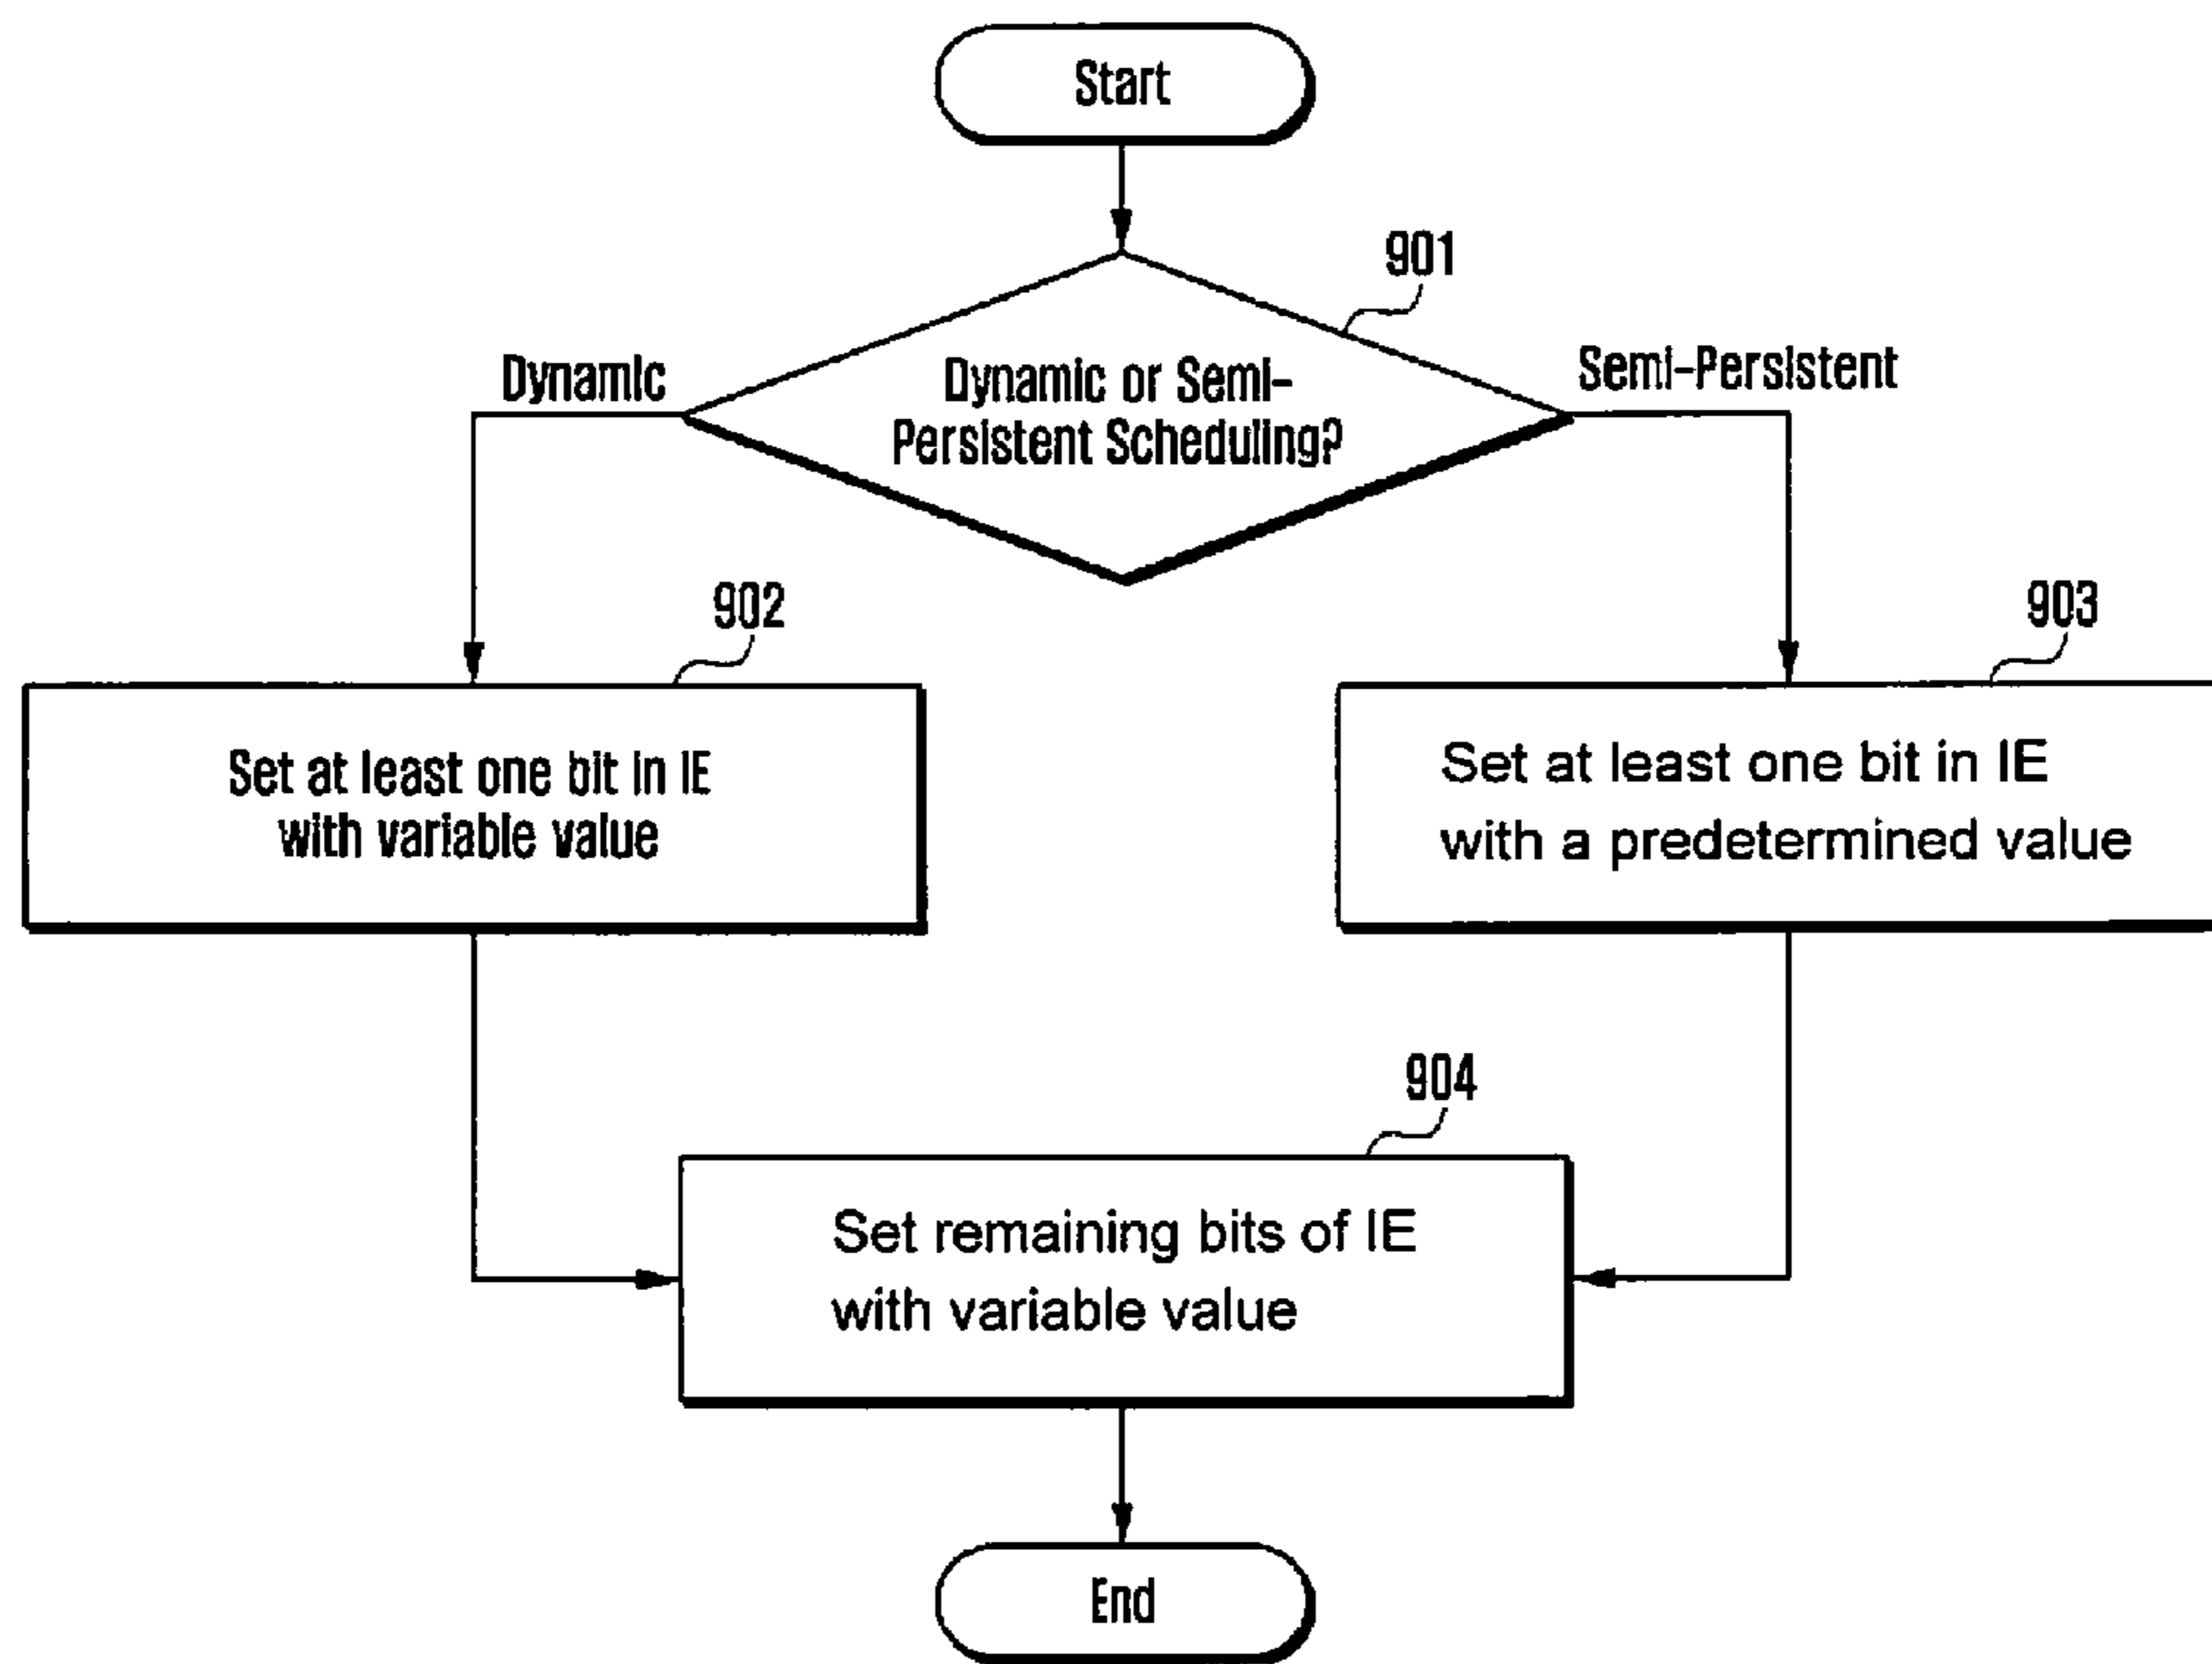 Start
901
Dynamic
Dynamic or Semi-
Persistent Scheduling?
Semi-Persistent
902
903
Set at least one bit in IE
with variable value
Set at least one bit in IE
with a predetermined value
904
Set remaining bits of IE
with variable value
End